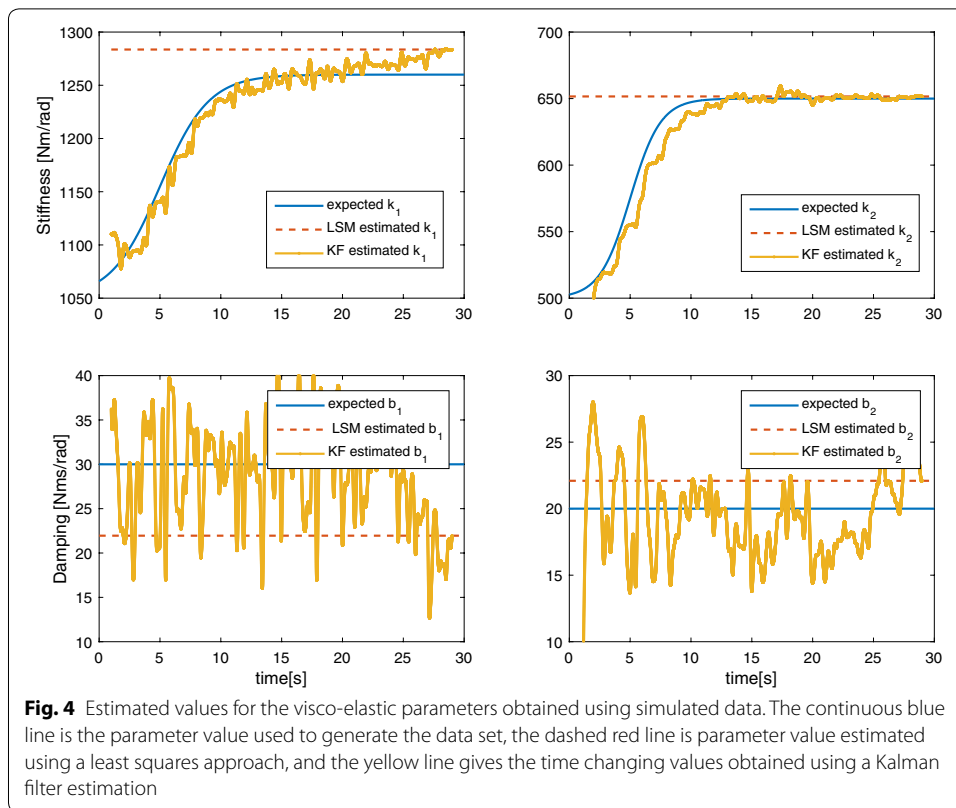 1300
1250
1200
1150
1100
1050
Stiffness [Nm/rad]
expected k1
LSM estimated k1
KF estimated k1
0 5 10 15 20 25 30
700
650
600
550
500
expected k2
LSM estimated k2
KF estimated k2
0 5 10 15 20 25 30
40
35
30
25
20
15
10
Damping [Nms/rad]
expected b1
LSM estimated b1
KF estimated b1
0 5 10 15 20 25 30
time[s]
30
25
20
15
10
expected b2
LSM estimated b2
KF estimated b2
0 5 10 15 20 25 30
time[s]
Fig. 4 Estimated values for the visco-elastic parameters obtained using simulated data. The continuous blue
line is the parameter value used to generate the data set, the dashed red line is parameter value estimated
using a least squares approach, and the yellow line gives the time changing values obtained using a Kalman
filter estimation